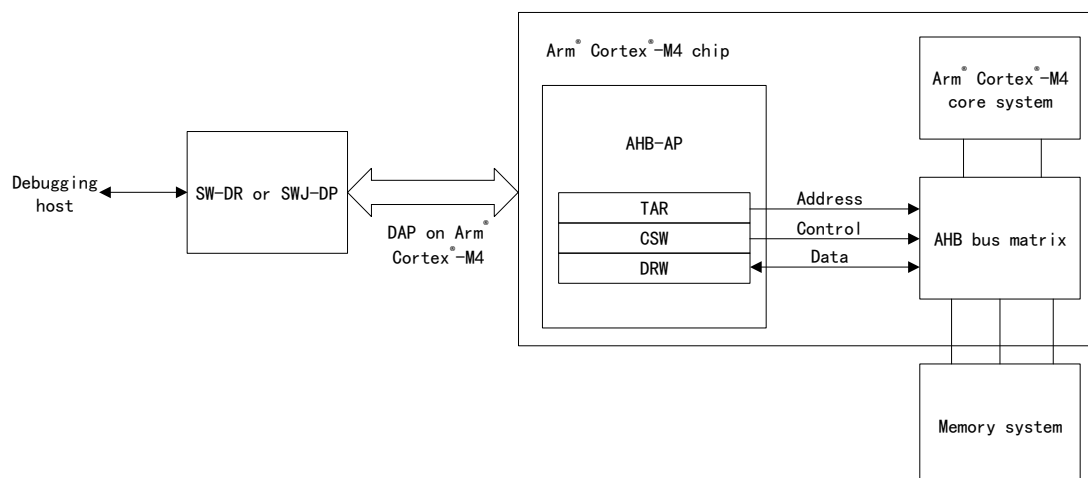 Arm® Cortex®-M4 chip
Arm® Cortex®-M4
core system
AHB-AP
Debugging
host
SW-DR or SWJ-DP
DAP on Arm®
Cortex®-M4
TAR
CSW
DRW
Address
Control
Data
AHB bus matrix
Memory system